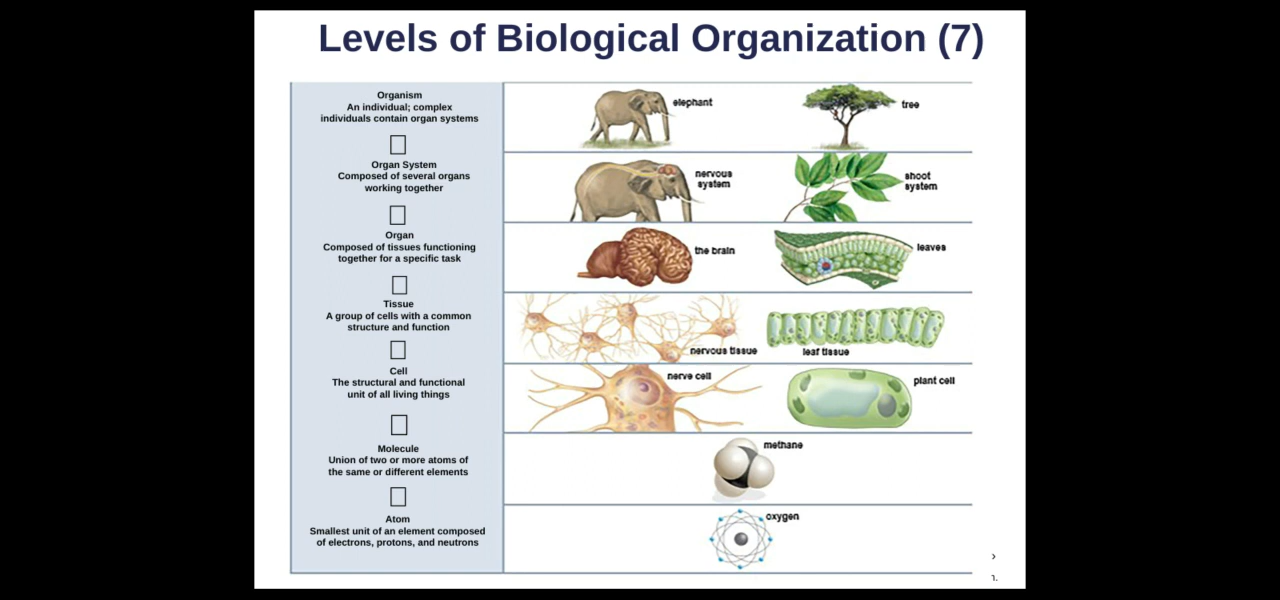 Levels of Biological Organization (7)
Organism
An individual; complex
individuals contain organ systems
elephant
tree
Organ System
Composed of several organs
working together
nervous
system
shoot
system
Organ
Composed of tissues functioning
together for a specific task
the brain
leaves
Tissue
A group of cells with a common
structure and function
nervous tissue
leaf tissue
Cell
The structural and functional
unit of all living things
nerve cell
plant cell
Molecule
Union of two or more atoms of
the same or different elements
methane
Atom
Smallest unit of an element composed
of electrons, protons, and neutrons
oxygen